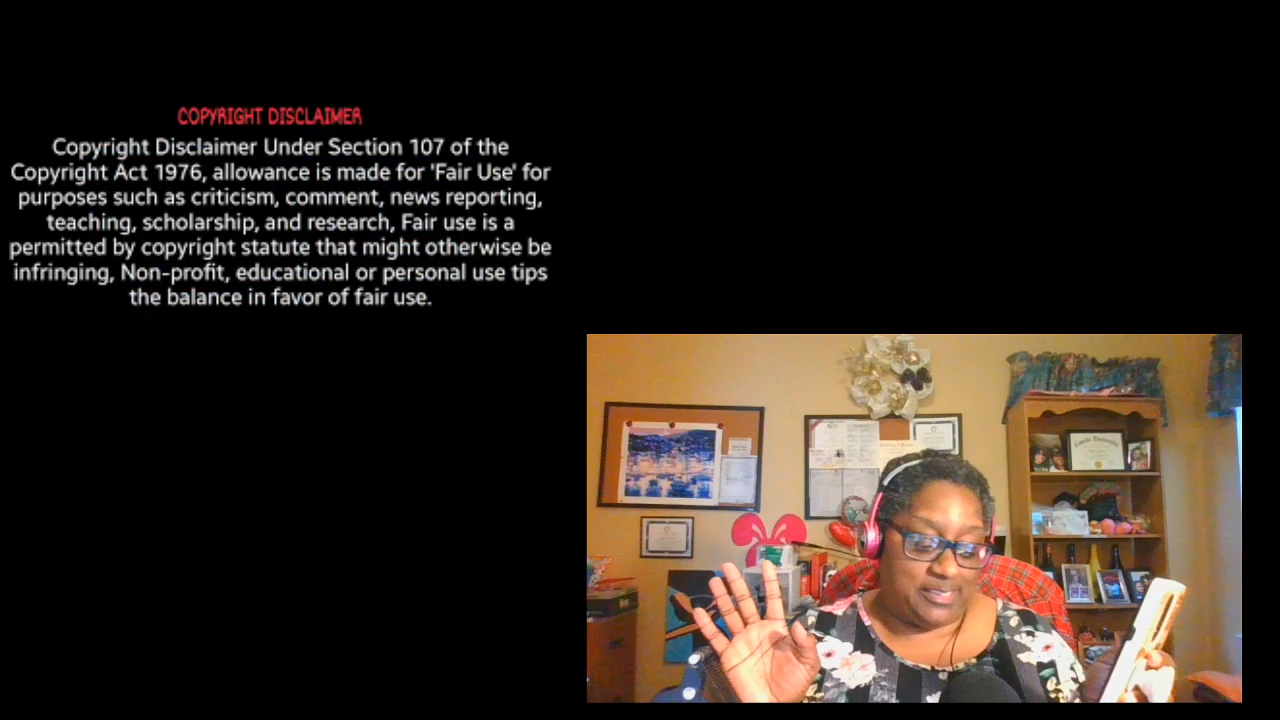 COPYRIGHT DISCLAIMER
Copyright Disclaimer Under Section 107 of the
Copyright Act 1976, allowance is made for 'Fair Use' for
purposes such as criticism, comment, news reporting,
teaching, scholarship, and research, Fair use is a
permitted by copyright statute that might otherwise be
infringing, Non-profit, educational or personal use tips
the balance in favor of fair use.